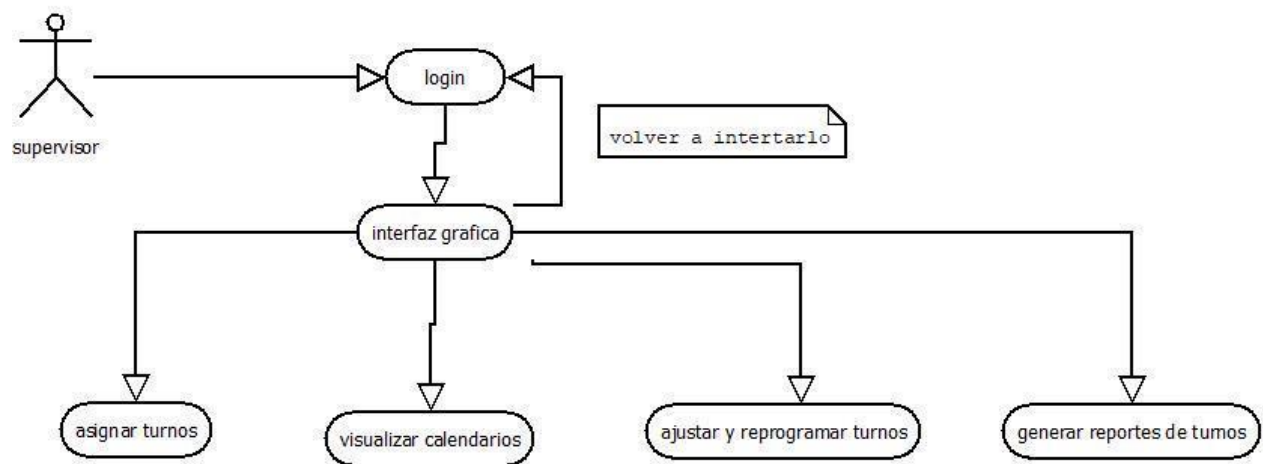 login
volver a intertarlo
supervisor
interfaz grafica
asignar turnos
visualizar calendarios
ajustar y reprogramar turnos
generar reportes de turnos